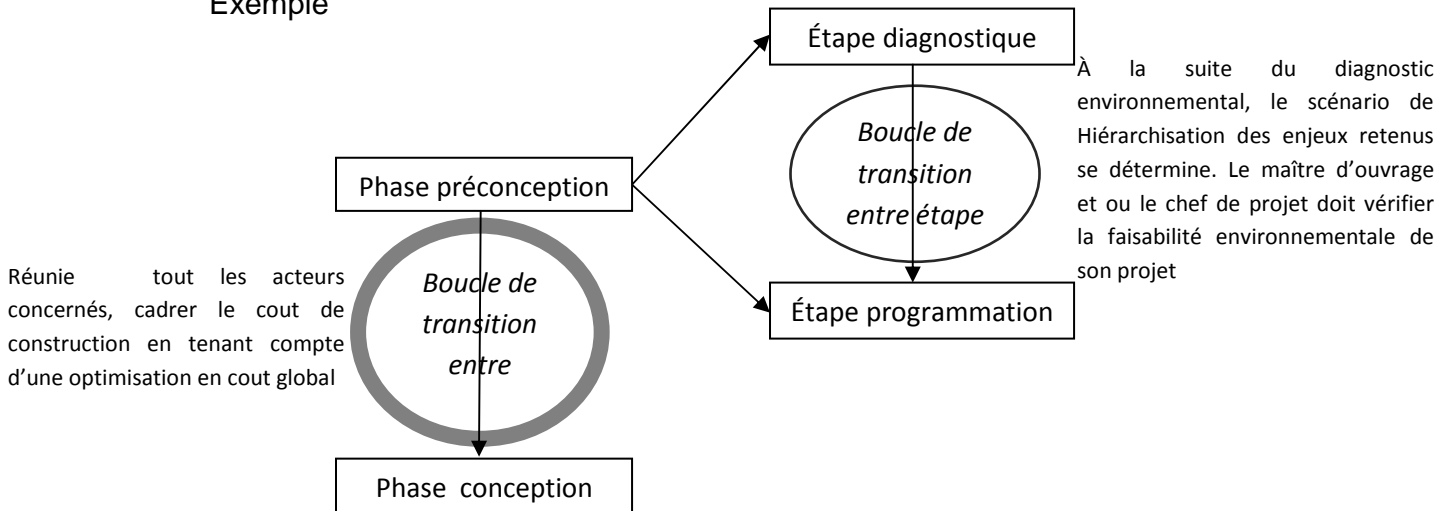 Exemple
Étape diagnostique
À la suite du diagnostic
environnemental, le scénario de
Hiérarchisation des enjeux retenus
se détermine. Le maître d’ouvrage
et ou le chef de projet doit vérifier
la faisabilité environnementale de
son projet
Boucle de
transition
entre étape
Phase préconception
Réunie tout les acteurs
concernés, cadrer le cout de
construction en tenant compte
d’une optimisation en cout global
Boucle de
transition
entre
Étape programmation
Phase conception